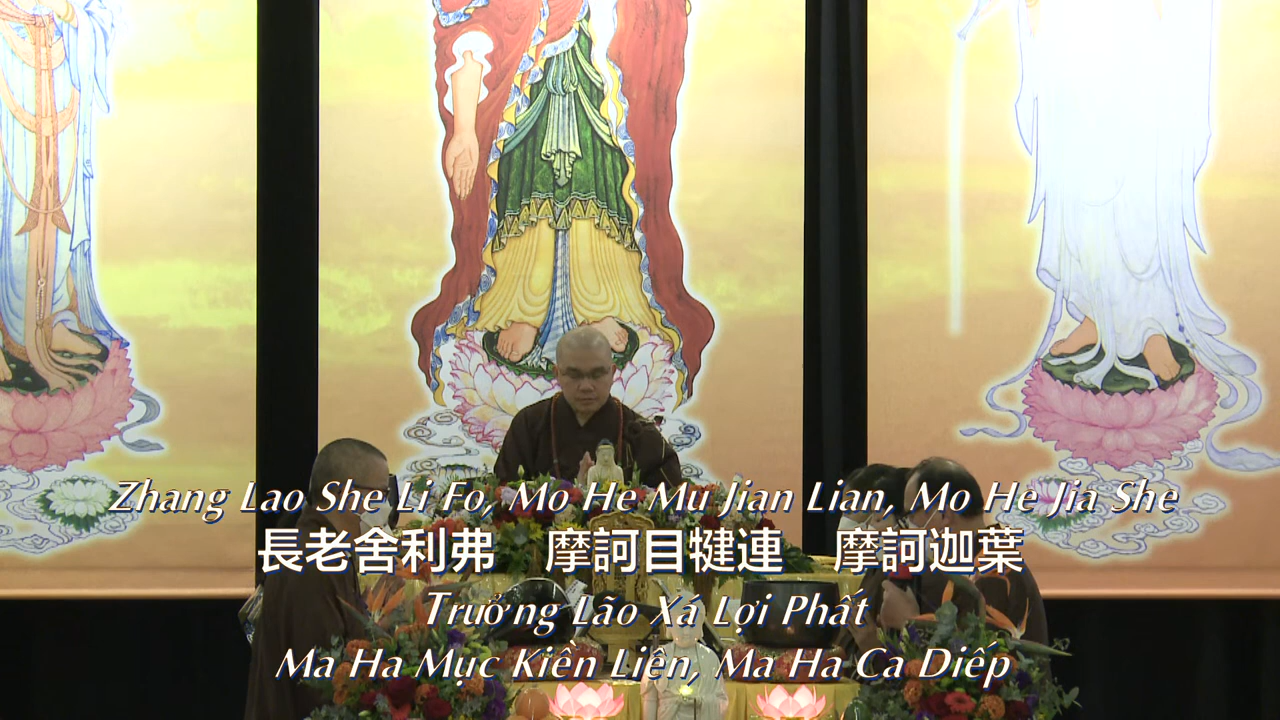 Zhang Lao She Li Fo, Mo He Mu Jian Lian, Mo He Jia She
長老舍利弗　摩訶目犍連　摩訶迦葉
Trưởng Lão Xá Lợi Phất
Ma Ha Mục Kiền Liên, Ma Ha Ca Diếp